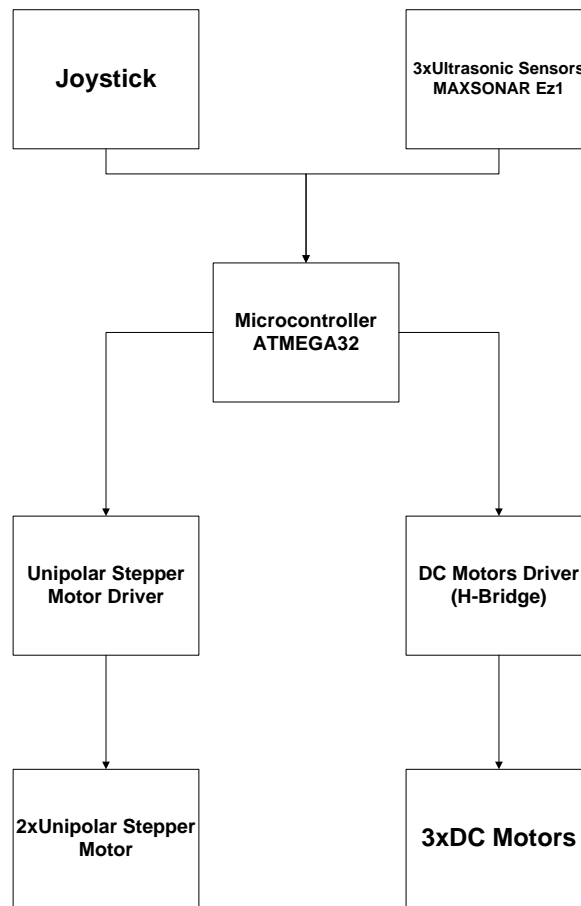 Joystick
3xUltrasonic Sensors
MAXSONAR Ez1
Microcontroller
ATMEGA32
Unipolar Stepper
Motor Driver
DC Motors Driver
(H-Bridge)
2xUnipolar Stepper
Motor
3xDC Motors